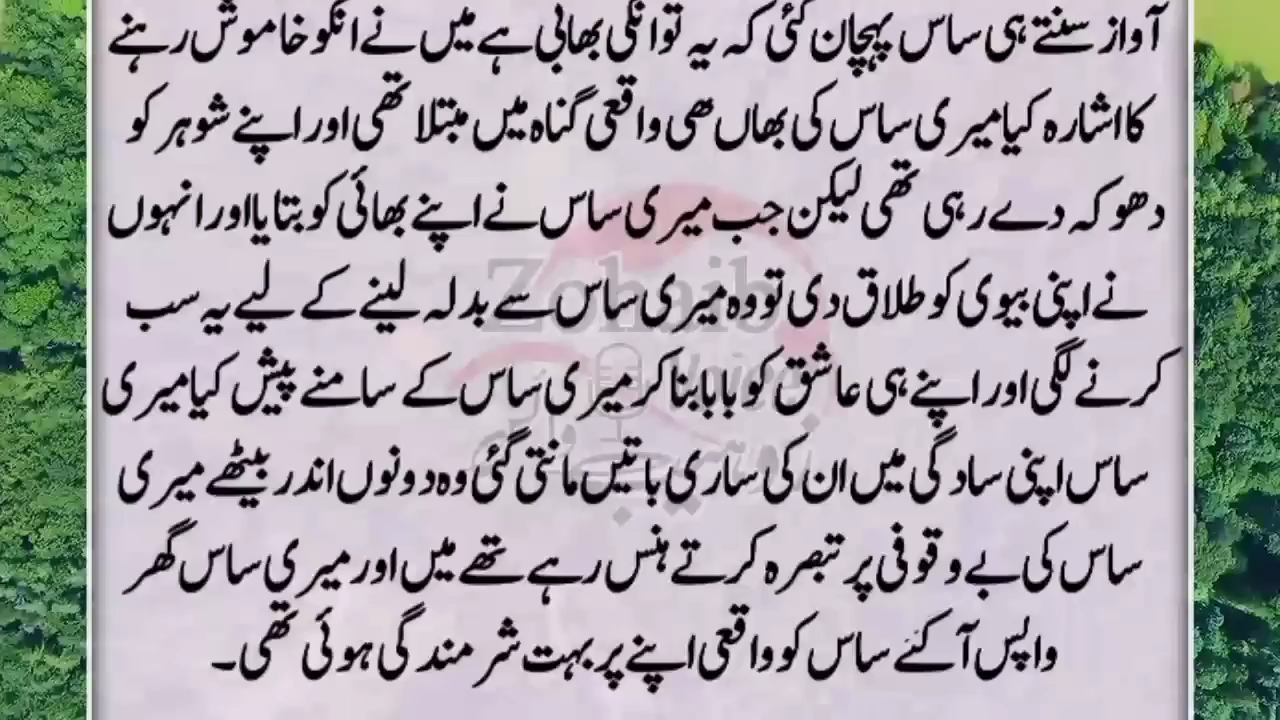 آواز سنتے ہی ساس پہچان گئی کہ یہ تو انکی بھابی ہے میں نے انکو خاموش رہنے
کا اشارہ کیا میری ساس کی بھاں بھی واقعی گناہ میں مبتلا تھی اور اپنے شوہر کو
دھوکہ دے رہی تھی لیکن جب میری ساس نے اپنے بھائی کو بتایا اور انہوں
نے اپنی بیوی کو طلاق دی تو وہ میری ساس سے بدلہ لینے کے لیے یہ سب
کرنے لگی اور اپنے ہی عاشق کو بابا بنا کر میری ساس کے سامنے پیش کیا میری
ساس اپنی سادگی میں ان کی ساری باتیں مانتی گئی وہ دونوں اندر بیٹھے میری
ساس کی بے وقوفی پر تبصرہ کرتے ہنس رہے تھے میں اور میری ساس گھر
واپس آ گئے ساس کو واقعی اپنے پر بہت شرمندگی ہوئی تھی۔
Zohaib
Voice